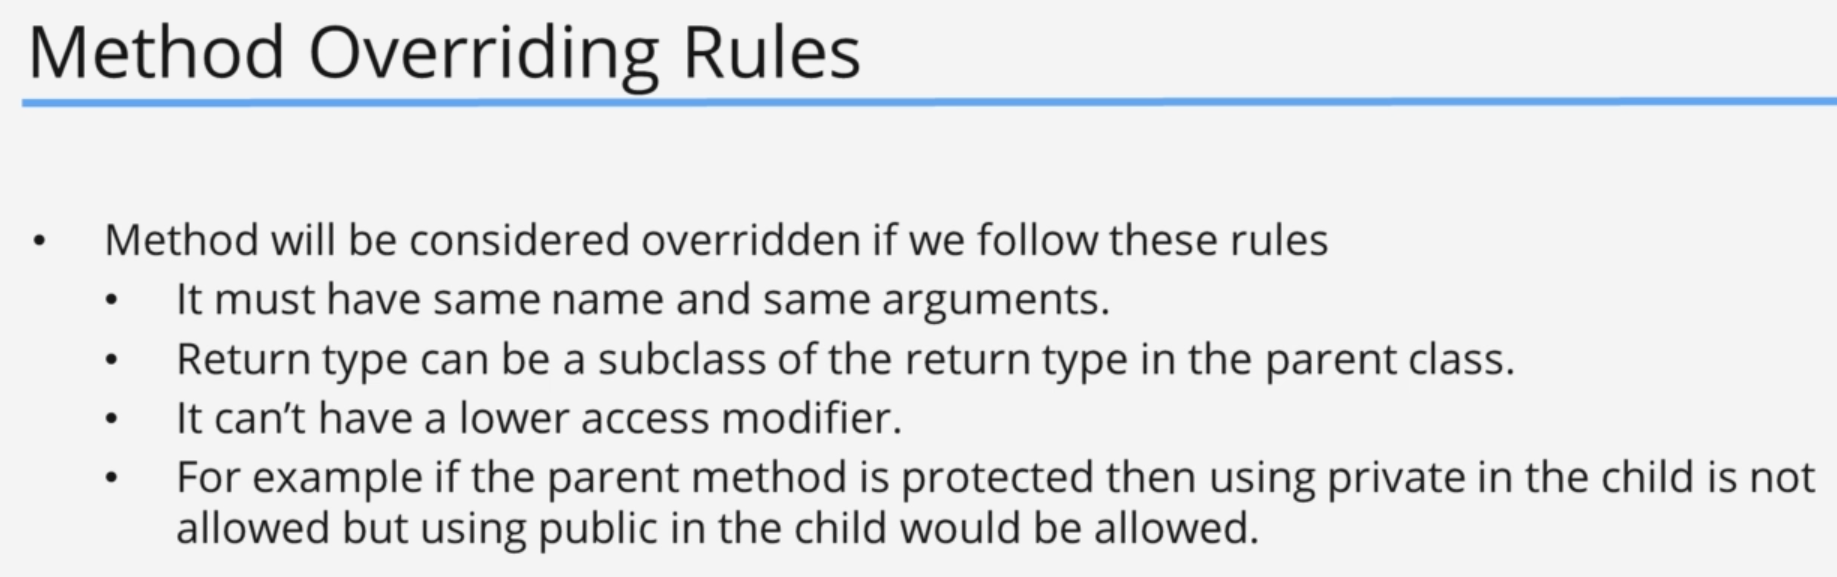 Method Overriding Rules
• Method will be considered overridden if we follow these rules
• It must have same name and same arguments.
• Return type can be a subclass of the return type in the parent class.
• It can’t have a lower access modifier.
• For example if the parent method is protected then using private in the child is not
allowed but using public in the child would be allowed.